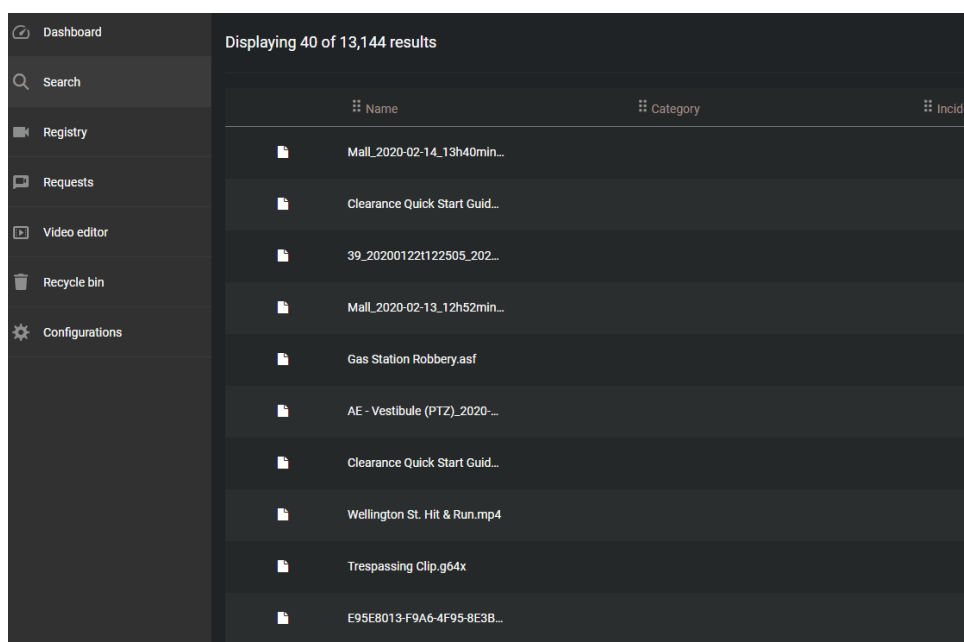 Dashboard
Search
Registry
Requests
Video editor
Recycle bin
Configurations
Displaying 40 of 13,144 results
Name Category Incid
Mall_2020-02-14_13h40min...
Clearance Quick Start Guid...
39_20200122t122505_202...
Mall_2020-02-13_12h52min...
Gas Station Robbery.asf
AE - Vestibule (PTZ)_2020-...
Clearance Quick Start Guid...
Wellington St. Hit & Run.mp4
Trespassing Clip.g64x
E95E8013-F9A6-4F95-8E3B...